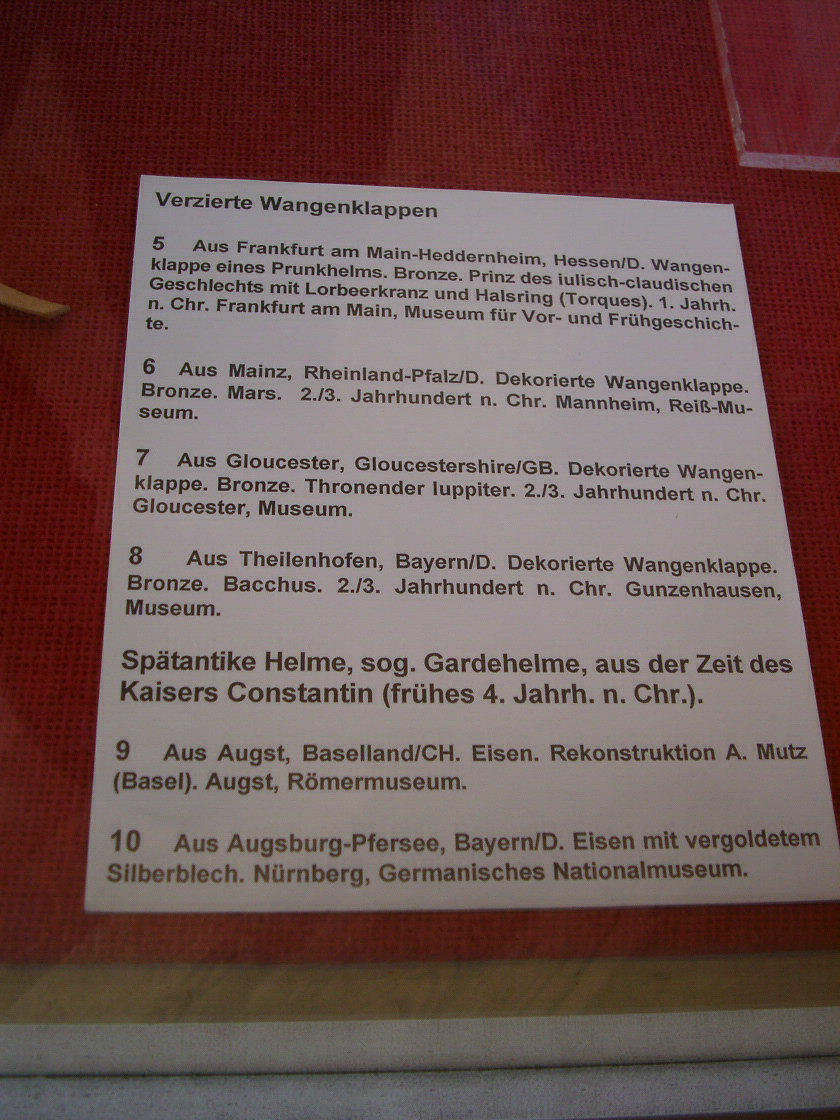 Verzierte Wangenklappen
5 Aus Frankfurt am Main-Heddernheim, Hessen/D. Wangen-
klappe eines Prunkhelms. Bronze. Prinz des iulisch-claudischen
Geschlechts mit Lorbeerkranz und Halsring (Torques). 1. Jahrh.
n. Chr. Frankfurt am Main, Museum für Vor- und Frühgeschich-
te.
6 Aus Mainz, Rheinland-Pfalz/D. Dekorierte Wangenklappe.
Bronze. Mars. 2./3. Jahrhundert n. Chr. Mannheim, Reiß-Mu-
seum.
7 Aus Gloucester, Gloucestershire/GB. Dekorierte Wangen-
klappe. Bronze. Thronender Iuppiter. 2./3. Jahrhundert n. Chr.
Gloucester, Museum.
8 Aus Theilenhofen, Bayern/D. Dekorierte Wangenklappe.
Bronze. Bacchus. 2./3. Jahrhundert n. Chr. Gunzenhausen,
Museum.
Spätantike Helme, sog. Gardehelme, aus der Zeit des
Kaisers Constantin (frühes 4. Jahrh. n. Chr.).
9 Aus Augst, Baselland/CH. Eisen. Rekonstruktion A. Mutz
(Basel). Augst, Römermuseum.
10 Aus Augsburg-Pfersee, Bayern/D. Eisen mit vergoldetem
Silberblech. Nürnberg, Germanisches Nationalmuseum.